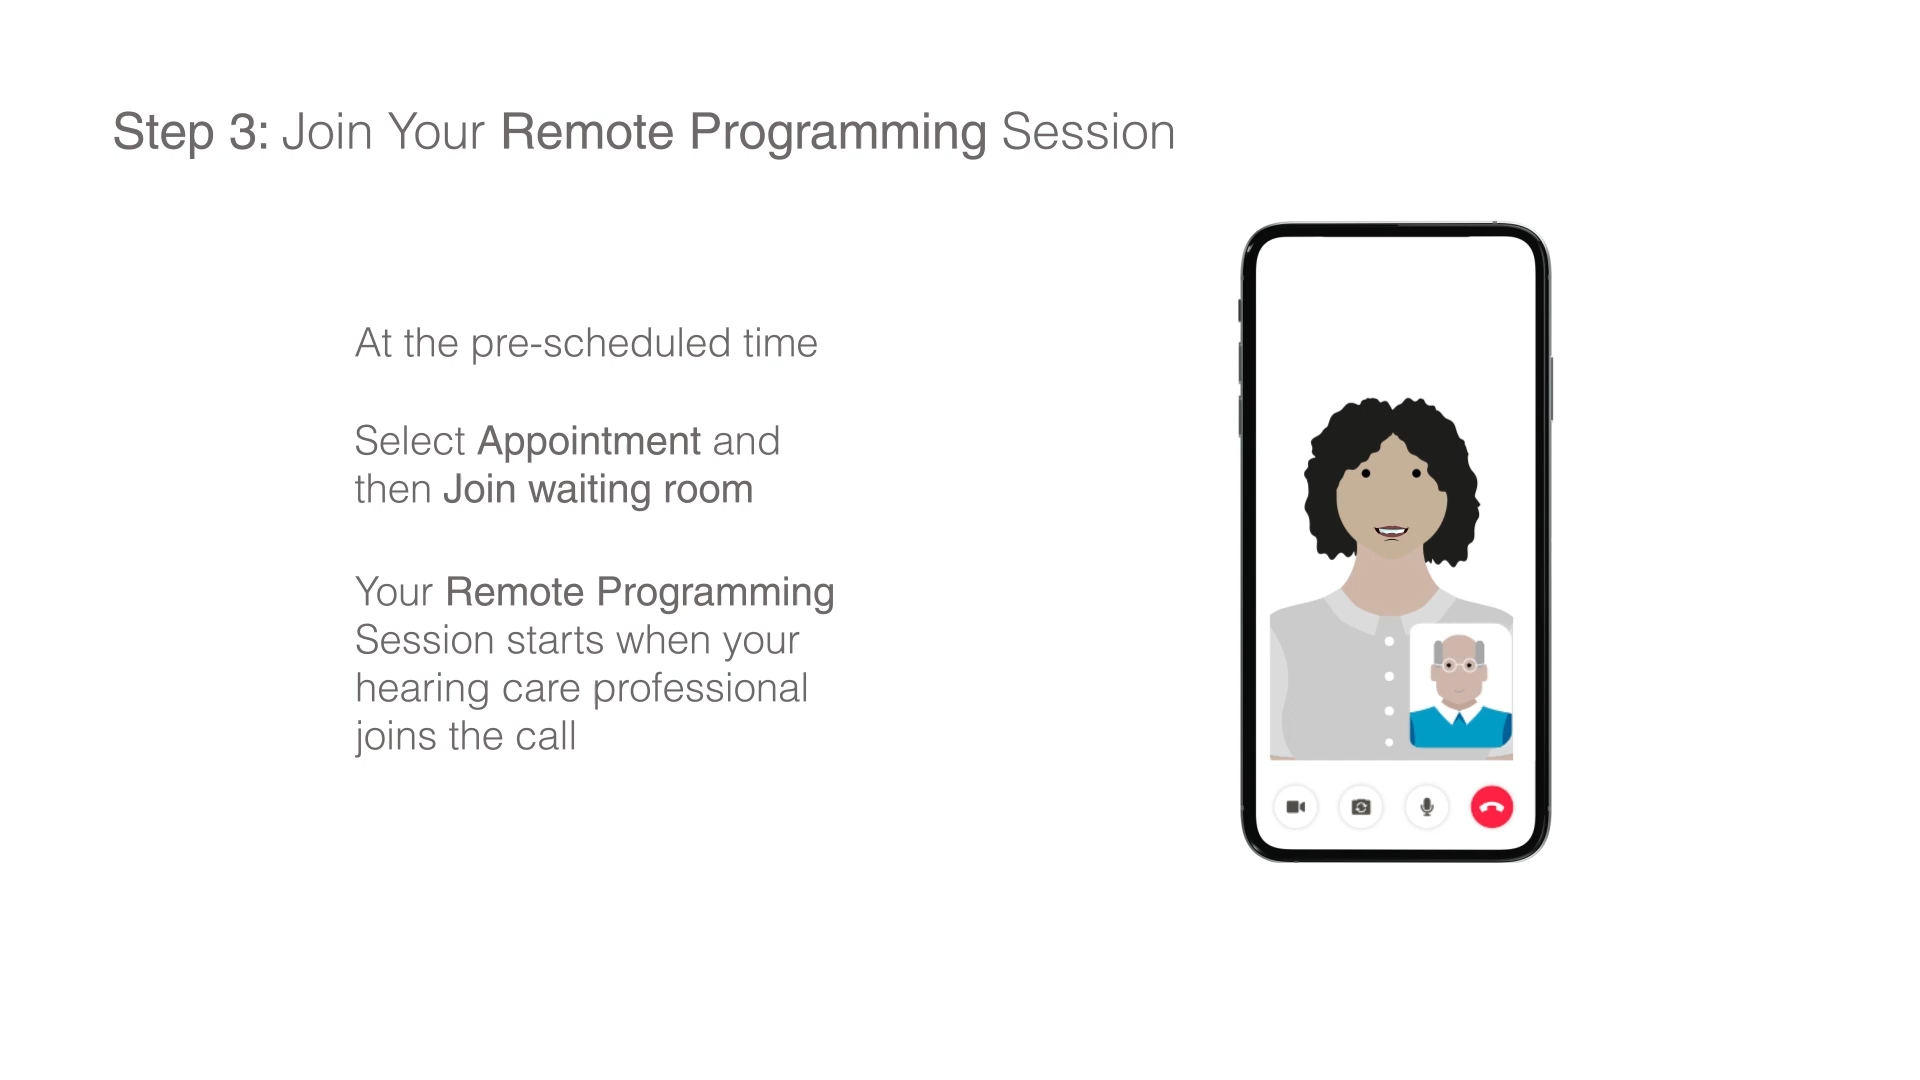 Step 3: Join Your Remote Programming Session
At the pre-scheduled time
Select Appointment and
then Join waiting room
Your Remote Programming
Session starts when your
hearing care professional
joins the call